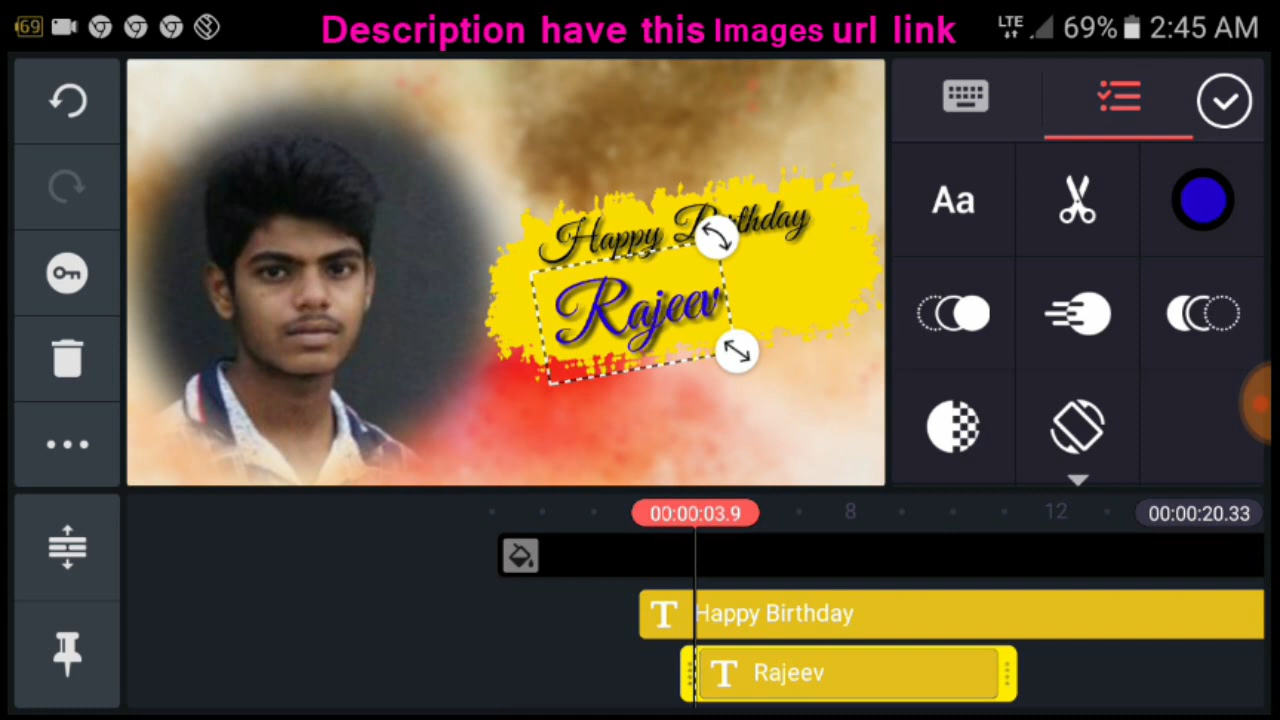 69 Description have this Images url link LTE 69% 2:45 AM
Aa
Happy Birthday
Rajeev
00:00:03.9 8 12 00:00:20.33
T Happy Birthday
T Rajeev